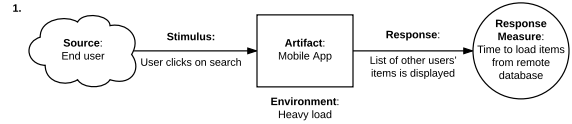 1.
Source:
End user
Stimulus:
User clicks on search
Artifact:
Mobile App
Environment:
Heavy load
Response:
List of other users'
items is displayed
Response
Measure:
Time to load items
from remote
database